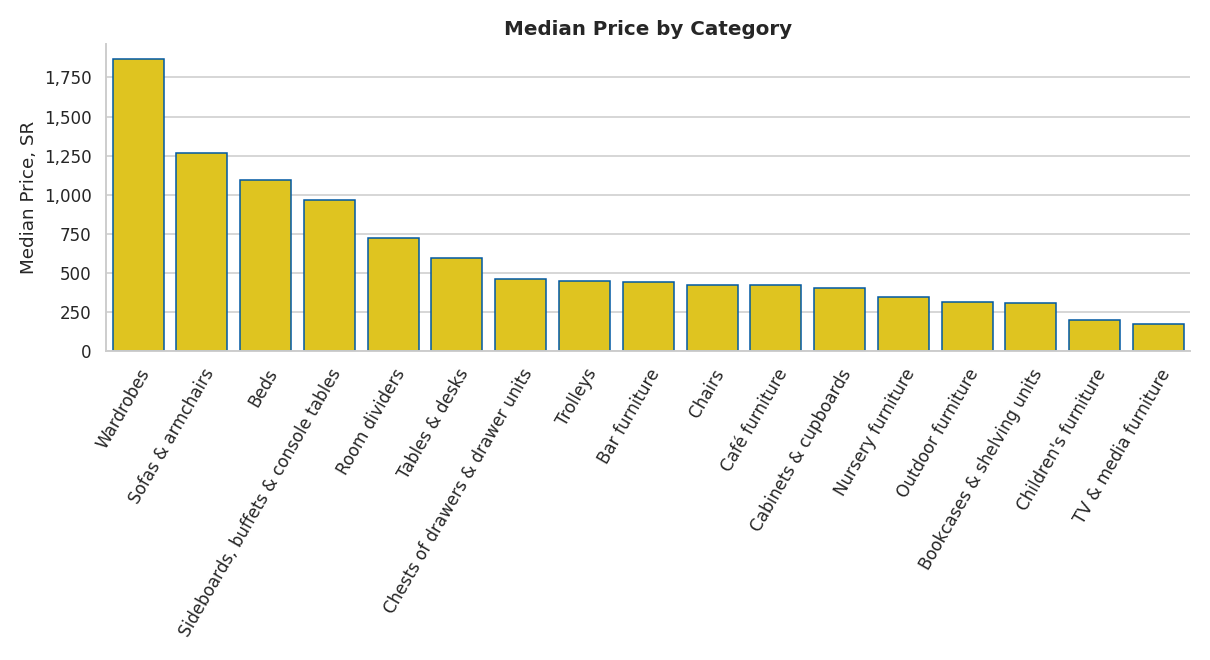 Median Price by Category
Median Price, SR
1,750
1,500
1,250
1,000
750
500
250
0
Wardrobes
Sofas & armchairs
Beds
Sideboards, buffets & console tables
Room dividers
Tables & desks
Chests of drawers & drawer units
Trolleys
Bar furniture
Chairs
Café furniture
Cabinets & cupboards
Nursery furniture
Outdoor furniture
Bookcases & shelving units
Children's furniture
TV & media furniture